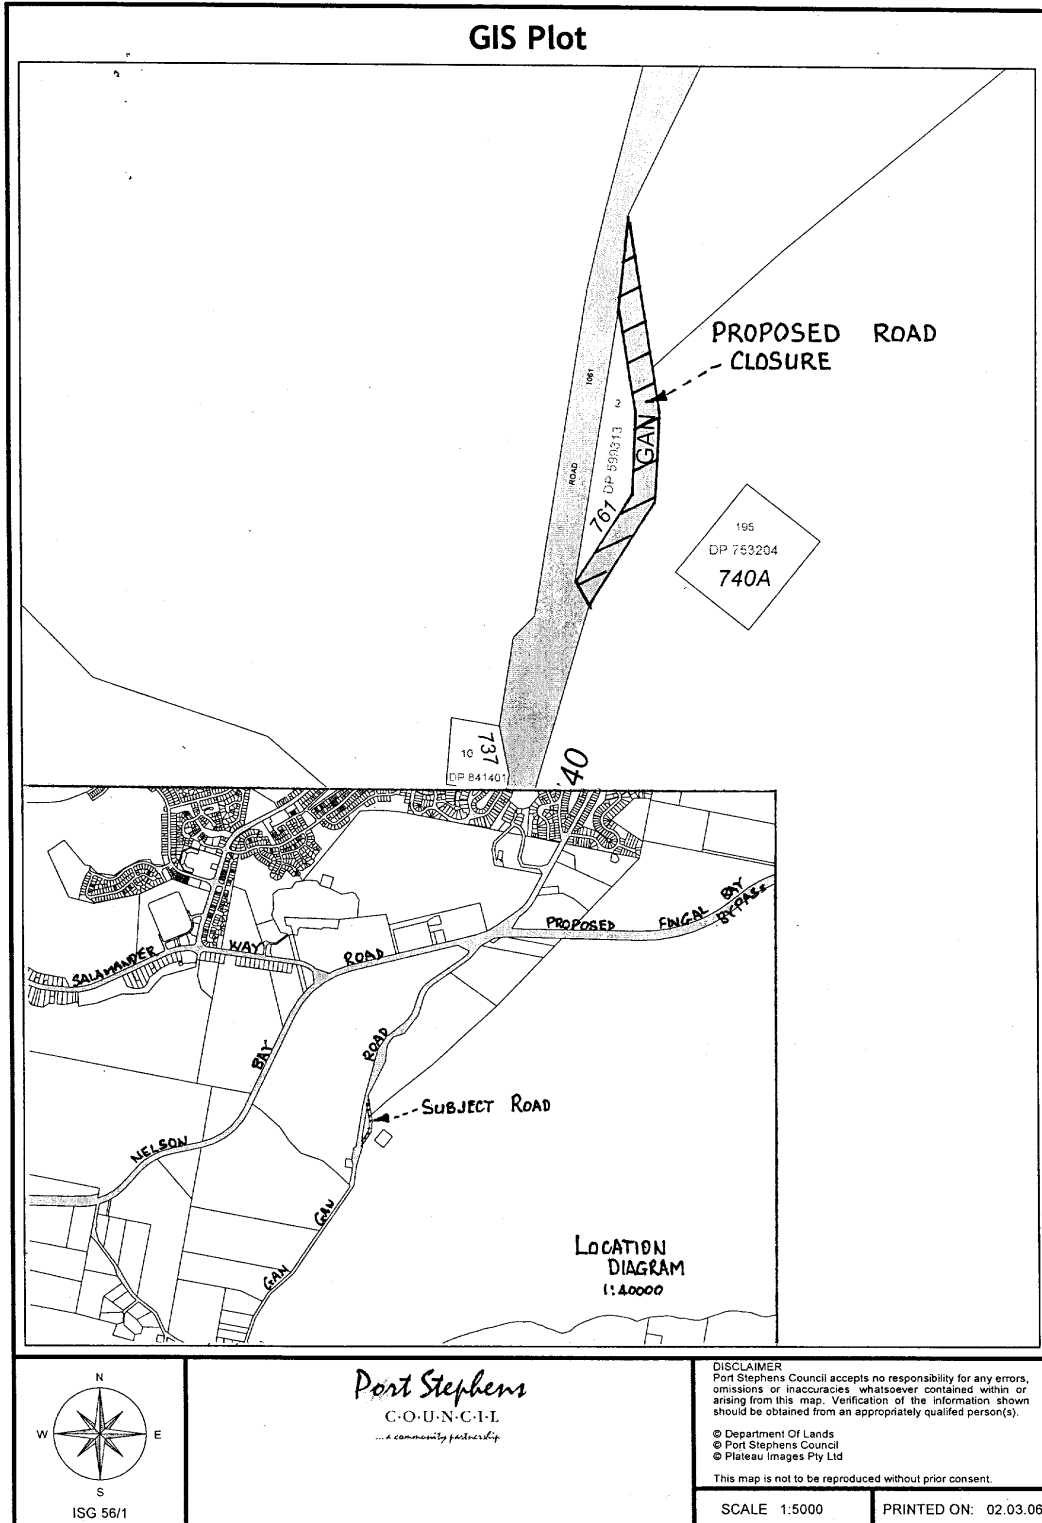 GIS Plot
PROPOSED ROAD
CLOSURE
1061
ROAD
2
DP 599313
761
GAN
195
DP 753204
740A
10
737
DP 841401
'40
SALAMANDER
WAY
ROAD
PROPOSED
FINGAL BAY
BYPASS
BAY
ROAD
SUBJECT ROAD
NELSON
GAN
GAN
LOCATION
DIAGRAM
1:40000
N
W
E
S
ISG 56/1
Port Stephens
C·O·U·N·C·I·L
... a community partnership
DISCLAIMER
Port Stephens Council accepts no responsibility for any errors,
omissions or inaccuracies whatsoever contained within or
arising from this map. Verification of the information shown
should be obtained from an appropriately qualifed person(s).
© Department Of Lands
© Port Stephens Council
© Plateau Images Pty Ltd
This map is not to be reproduced without prior consent.
SCALE 1:5000
PRINTED ON: 02.03.06